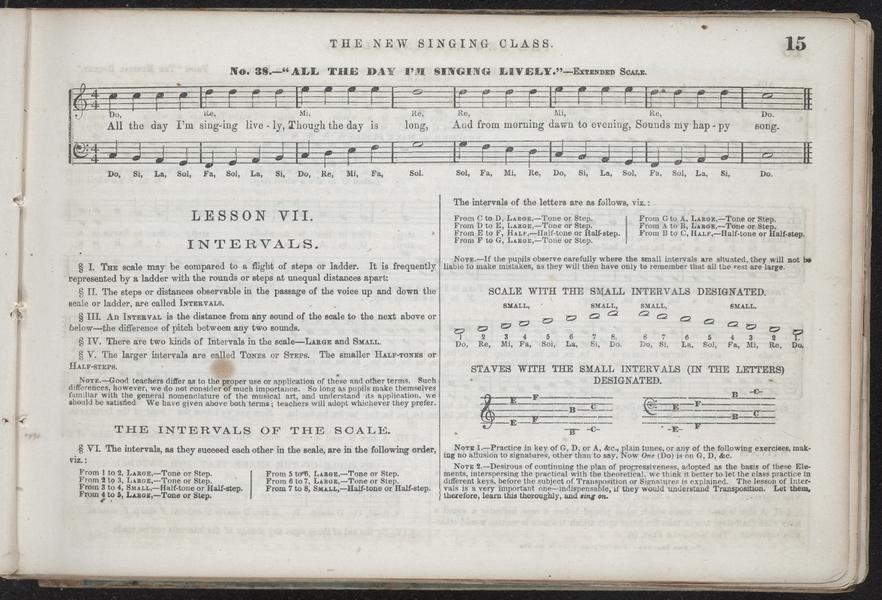 THE NEW SINGING CLASS.
15
No. 38.—"ALL THE DAY I'M SINGING LIVELY."—Extended Scale.
Do, Re, Mi, Re, Re, Mi, Re, Do.
All the day I'm sing-ing live-ly, Though the day is long, And from morning dawn to evening, Sounds my hap-py song.
Do, Si, La, Sol, Fa, Sol, La, Si, Do, Re, Mi, Fa, Sol. Sol, Fa, Mi, Re, Do, Si, La, Sol, Fa, Sol, La, Si, Do.
LESSON VII.
INTERVALS.
§ I. The scale may be compared to a flight of steps or ladder. It is frequently
represented by a ladder with the rounds or steps at unequal distances apart:
§ II. The steps or distances observable in the passage of the voice up and down the
scale or ladder, are called Intervals.
§ III. An Interval is the distance from any sound of the scale to the next above or
below—the difference of pitch between any two sounds.
§ IV. There are two kinds of Intervals in the scale—Large and Small.
§ V. The larger intervals are called Tones or Steps. The smaller Half-tones or
Half-steps.
Note.—Good teachers differ as to the proper use or application of these and other terms. Such
differences, however, we do not consider of much importance. So long as pupils make themselves
familiar with the general nomenclature of the musical art, and understand its application, we
should be satisfied We have given above both terms; teachers will adopt whichever they prefer.
THE INTERVALS OF THE SCALE.
§ VI. The intervals, as they succeed each other in the scale, are in the following order,
viz.:
From 1 to 2, Large,—Tone or Step.
From 2 to 3, Large,—Tone or Step.
From 3 to 4, Small,—Half-tone or Half-step.
From 4 to 5, Large,—Tone or Step.
From 5 to 6, Large,—Tone or Step.
From 6 to 7, Large,—Tone or Step.
From 7 to 8, Small,—Half-tone or Half-step.
The intervals of the letters are as follows, viz.:
From C to D, Large,—Tone or Step.
From D to E, Large,—Tone or Step.
From E to F, Half,—Half-tone or Half-step.
From F to G, Large,—Tone or Step.
From G to A, Large,—Tone or Step.
From A to B, Large,—Tone or Step.
From B to C, Half,—Half-tone or Half-step.
Note.—If the pupils observe carefully where the small intervals are situated, they will not be
liable to make mistakes, as they will then have only to remember that all the rest are large.
SCALE WITH THE SMALL INTERVALS DESIGNATED.
SMALL, SMALL, SMALL, SMALL.
1 2 3 4 5 6 7 8. 8 7 6 5 4 3 2 1.
Do, Re, Mi, Fa, Sol, La, Si, Do. Do, Si, La, Sol, Fa, Mi, Re, Do.
STAVES WITH THE SMALL INTERVALS (IN THE LETTERS)
DESIGNATED.
E F B C B C E F B -C-
-E- F
Note 1.—Practice in key of G, D, or A, &c., plain tunes, or any of the following exercises, mak-
ing no allusion to signatures, other than to say, Now One (Do) is on G, D, &c.
Note 2.—Desirous of continuing the plan of progressiveness, adopted as the basis of these Ele-
ments, interspersing the practical with the theoretical, we think it better to let the class practice in
different keys, before the subject of Transposition or Signatures is explained. The lesson of Inter-
vals is a very important one—indispensable, if they would understand Transposition. Let them,
therefore, learn this thoroughly, and sing on.